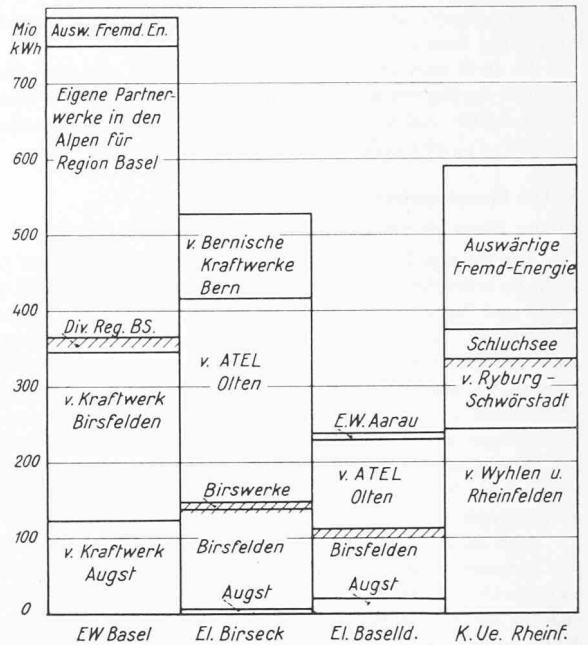 Mio
kWh
700
600
500
400
300
200
100
0
Ausw. Fremd. En.
Eigene Partner-
werke in den
Alpen für
Region Basel
Div. Reg. BS.
v. Kraftwerk
Birsfelden
v. Kraftwerk
Augst
EW Basel
v. Bernische
Kraftwerke
Bern
v. ATEL
Olten
Birswerke
Birsfelden
Augst
El. Birseck
E.W. Aarau
v. ATEL
Olten
Birsfelden
Augst
El. Baselld.
Auswärtige
Fremd-Energie
Schluchsee
v. Ryburg -
Schwörstadt
v. Wyhlen u.
Rheinfelden
K. Ue. Rheinf.